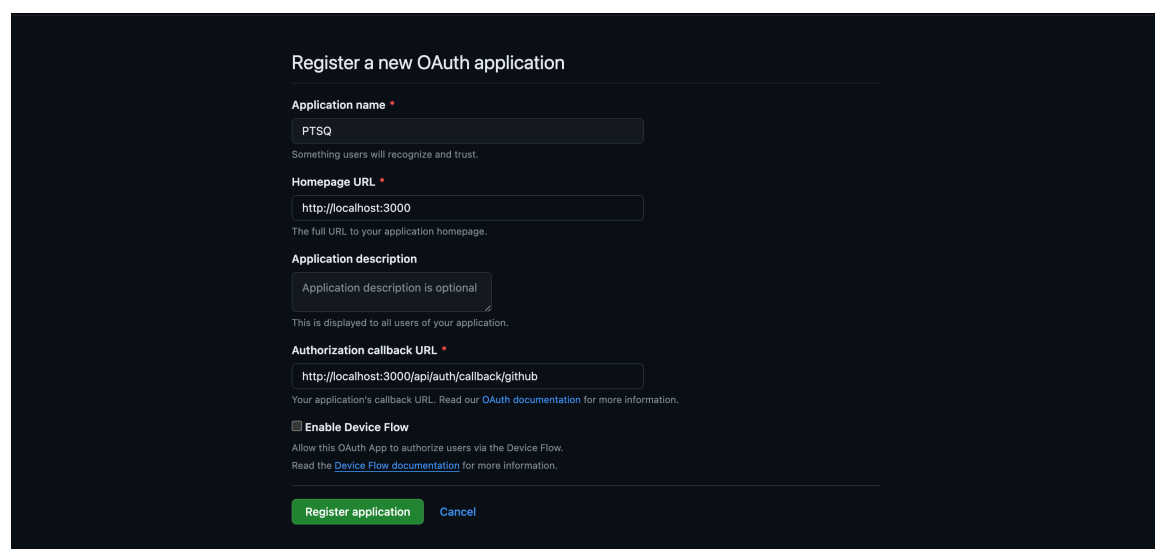 Register a new OAuth application
Application name *
PTSQ
Something users will recognize and trust.
Homepage URL *
http://localhost:3000
The full URL to your application homepage.
Application description
Application description is optional
This is displayed to all users of your application.
Authorization callback URL *
http://localhost:3000/api/auth/callback/github
Your application's callback URL. Read our OAuth documentation for more information.
Enable Device Flow
Allow this OAuth App to authorize users via the Device Flow.
Read the Device Flow documentation for more information.
Register application Cancel